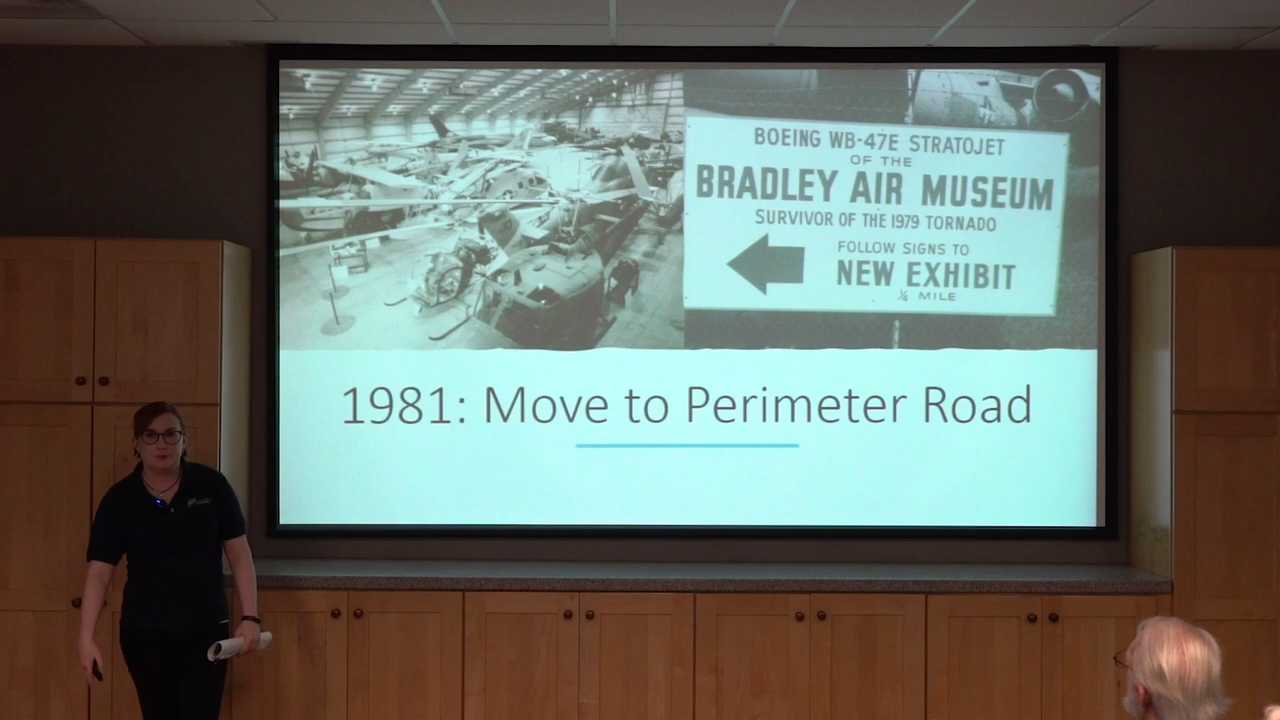 BOEING WB-47E STRATOJET
OF THE
BRADLEY AIR MUSEUM
SURVIVOR OF THE 1979 TORNADO
FOLLOW SIGNS TO
NEW EXHIBIT
¼ MILE
1981: Move to Perimeter Road